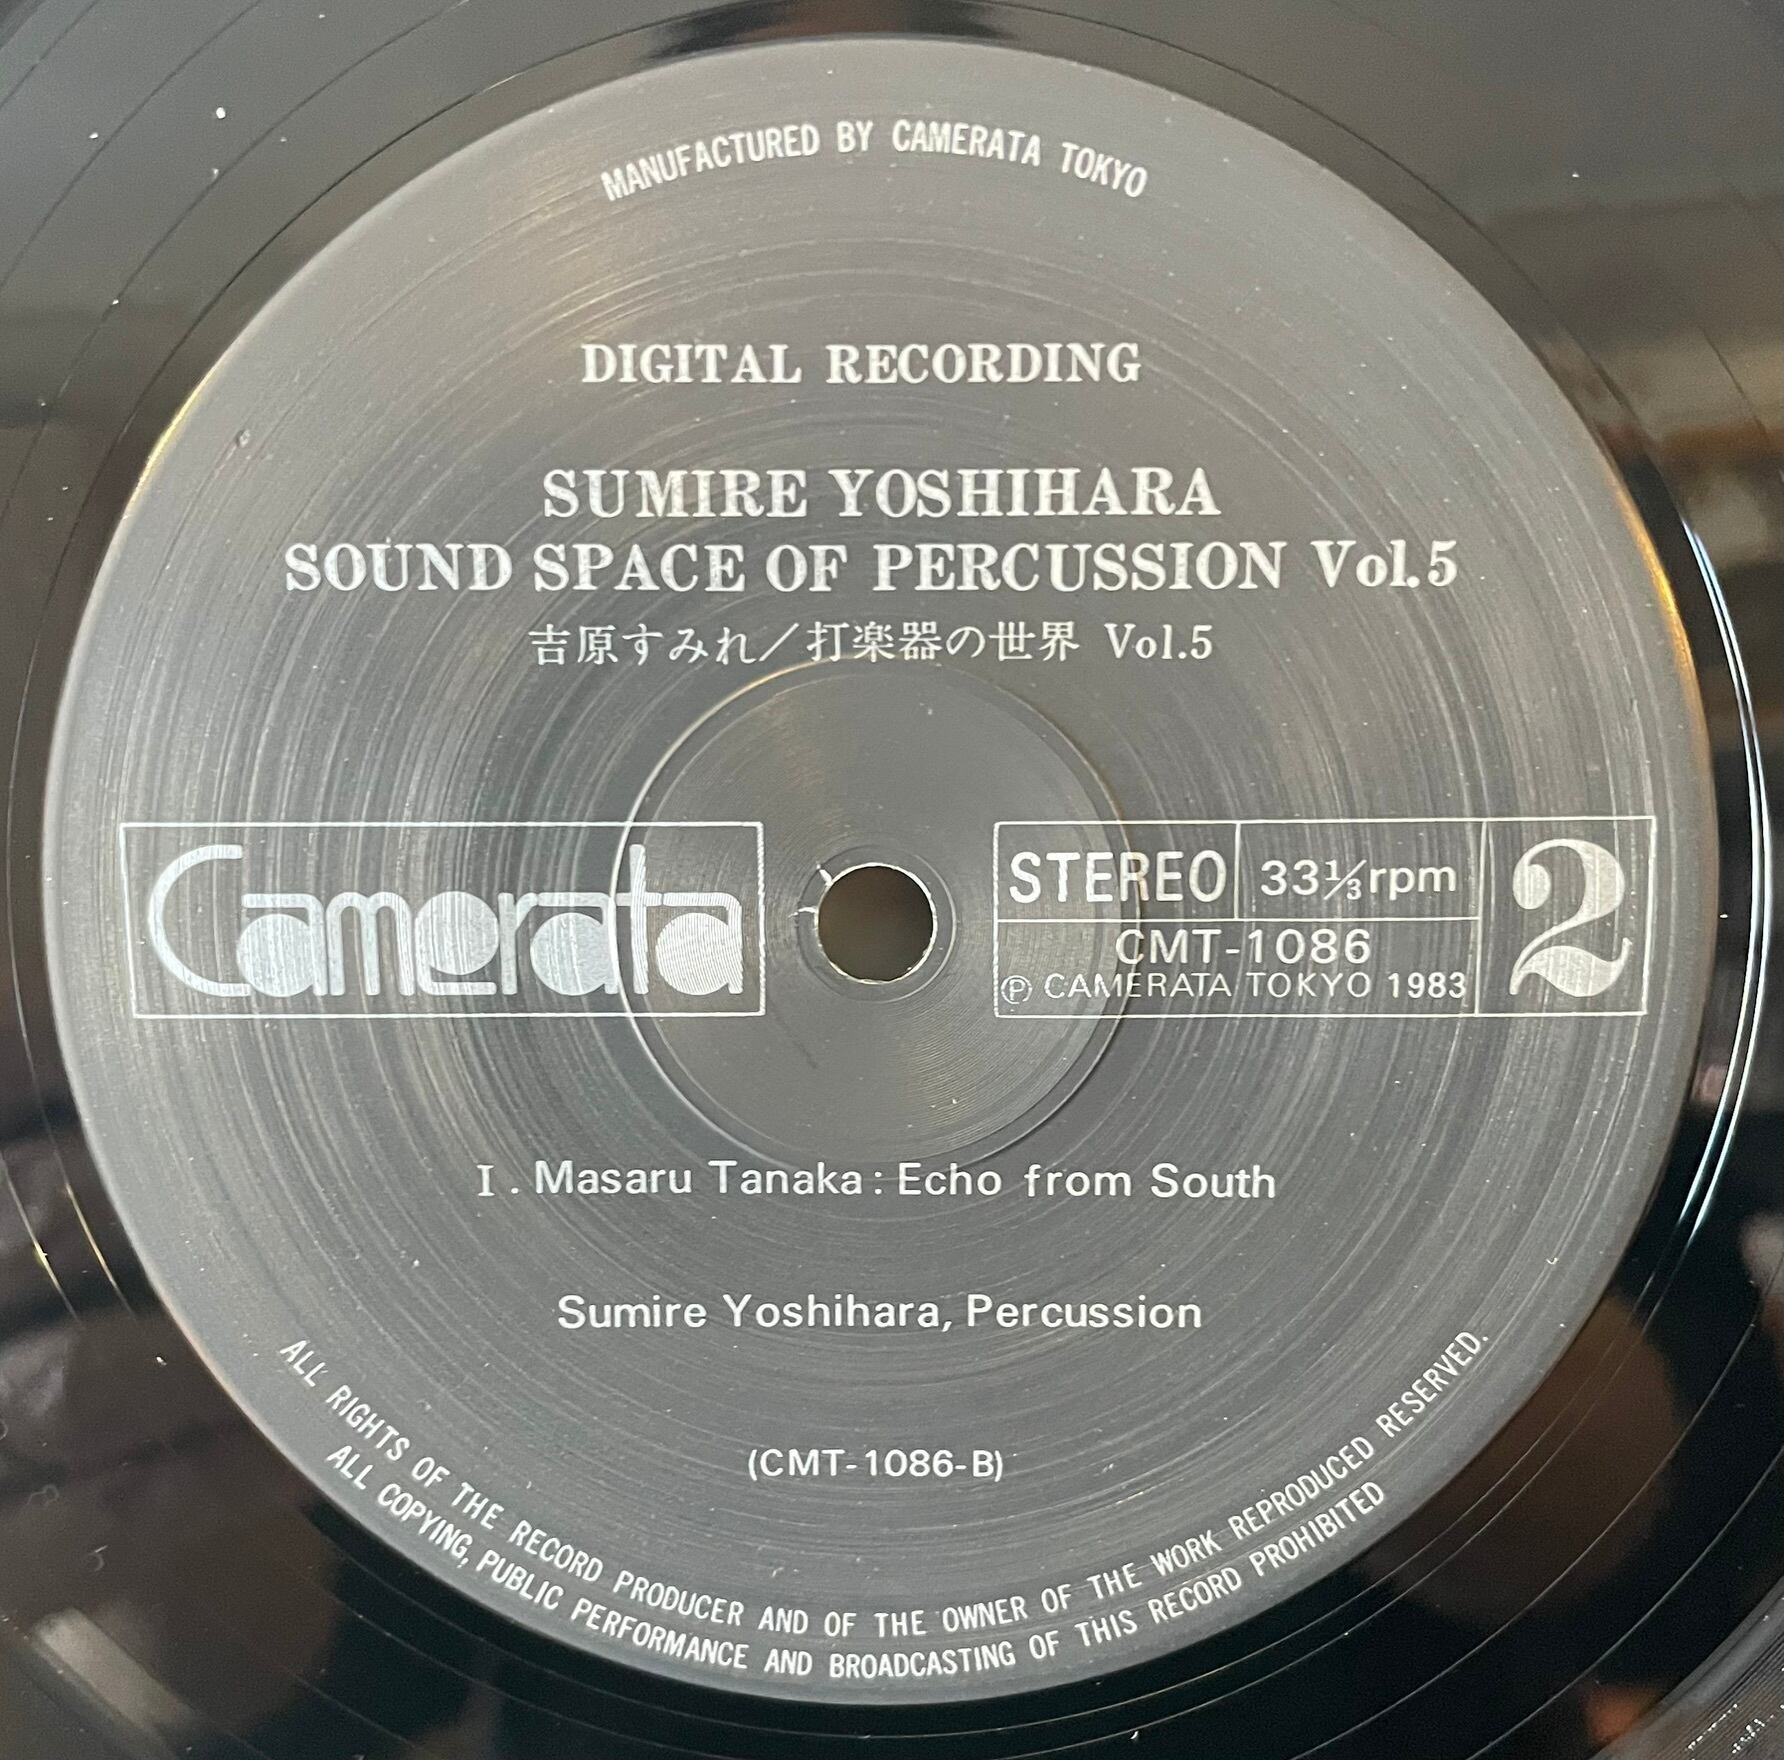 MANUFACTURED BY CAMERATA TOKYO
DIGITAL RECORDING
SUMIRE YOSHIHARA
SOUND SPACE OF PERCUSSION Vol.5
吉原すみれ／打楽器の世界 Vol.5
Camerata
STEREO 33⅓rpm
CMT-1086
Ⓟ CAMERATA TOKYO 1983
2
I. Masaru Tanaka: Echo from South
Sumire Yoshihara, Percussion
(CMT-1086-B)
ALL RIGHTS OF THE RECORD PRODUCER AND OF THE OWNER OF THE WORK REPRODUCED RESERVED.
ALL COPYING, PUBLIC PERFORMANCE AND BROADCASTING OF THIS RECORD PROHIBITED